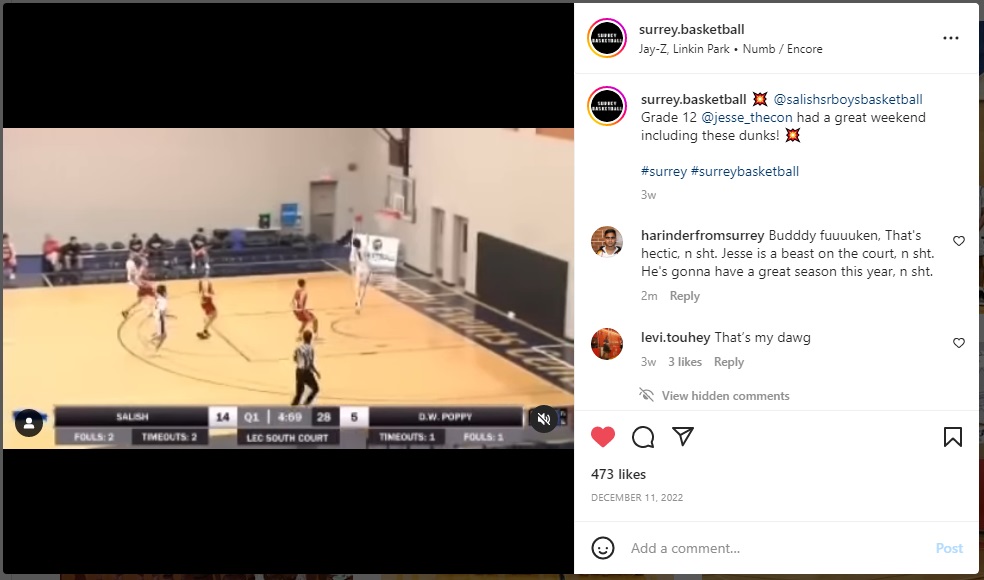 surrey.basketball
Jay-Z, Linkin Park • Numb / Encore
SURREY
BASKETBALL
surrey.basketball 💥 @salishsrboysbasketball
Grade 12 @jesse_thecon had a great weekend
including these dunks! 💥
#surrey #surreybasketball
3w
harinderfromsurrey Budddy fuuuuken, That's
hectic, n sht. Jesse is a beast on the court, n sht.
He's gonna have a great season this year, n sht.
2m Reply
levi.touhey That's my dawg
3w 3 likes Reply
View hidden comments
473 likes
DECEMBER 11, 2022
Add a comment... Post
SALISH 14 Q1 | 4:59 28 5 D.W. POPPY
FOULS: 2 TIMEOUTS: 2 LEC SOUTH COURT TIMEOUTS: 1 FOULS: 1